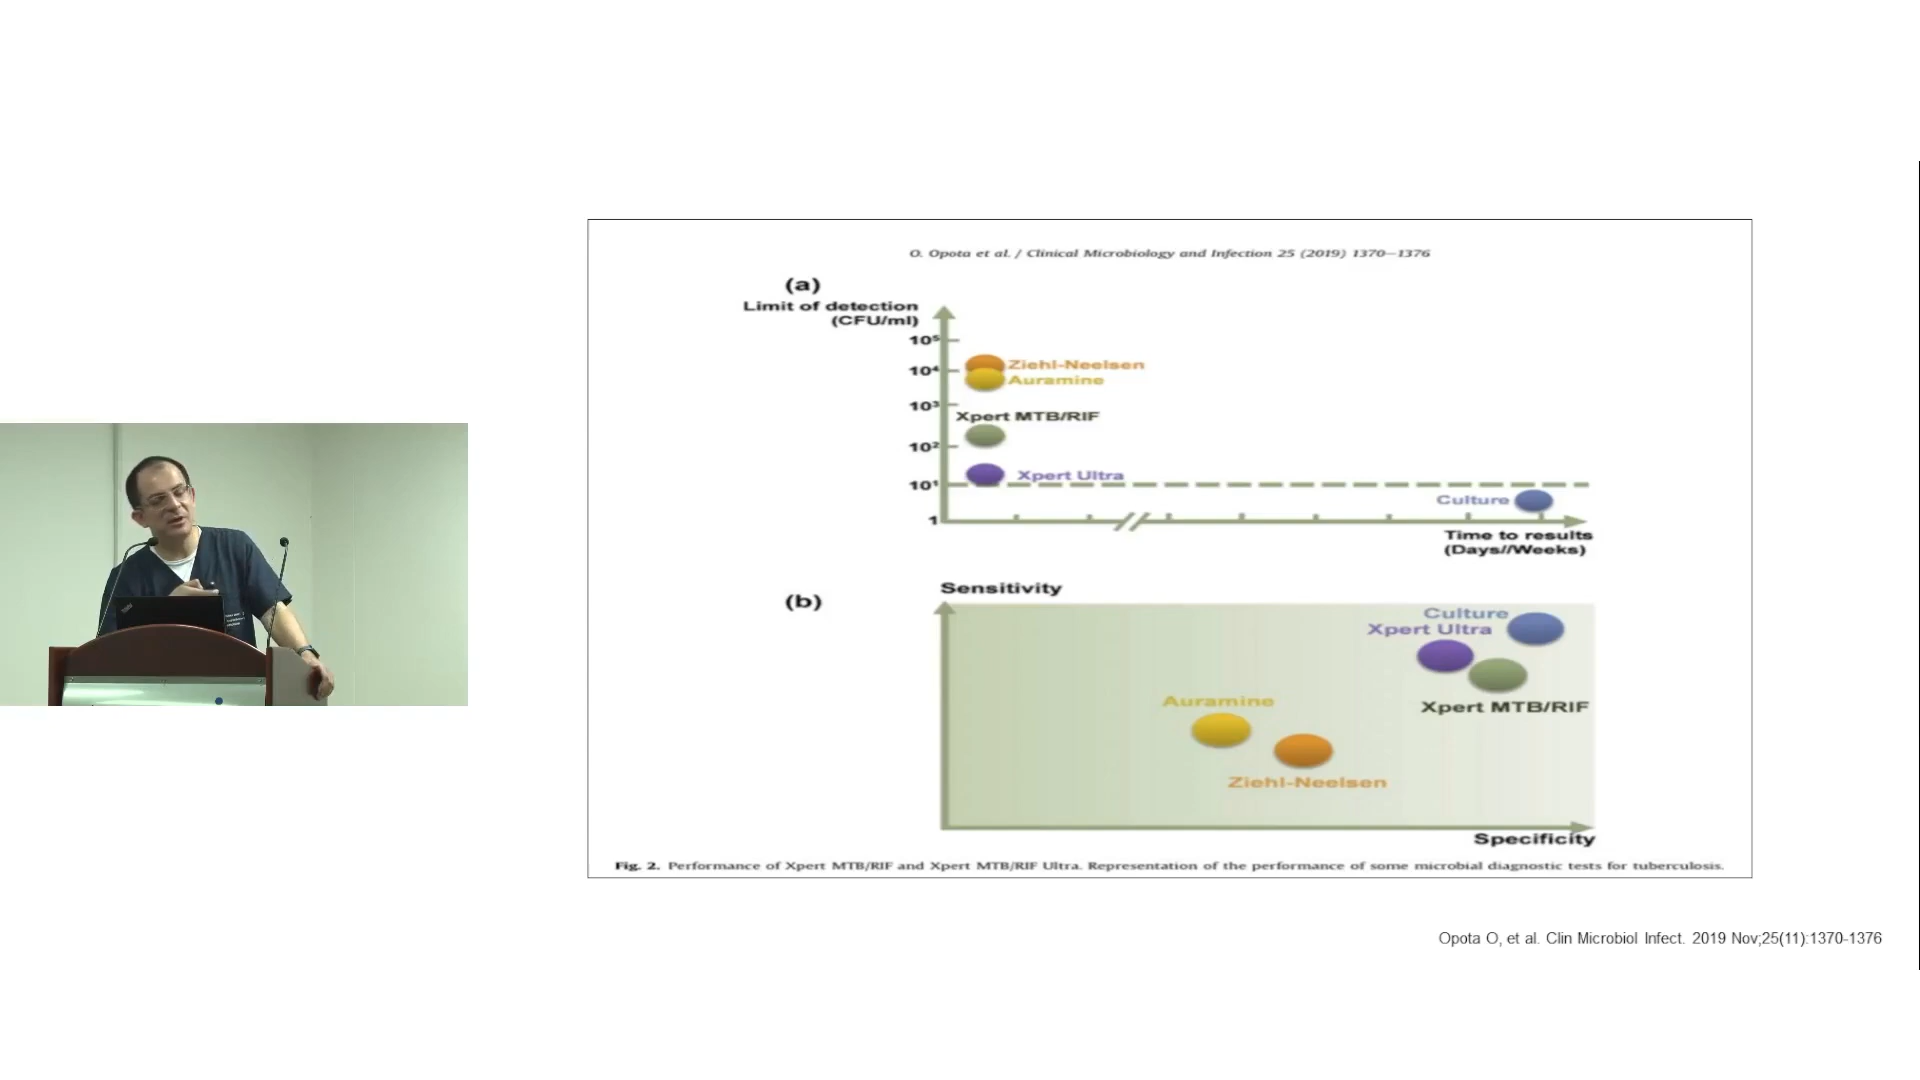 O. Opota et al. / Clinical Microbiology and Infection 25 (2019) 1370–1376
(a)
Limit of detection
(CFU/ml)
10⁵
Ziehl-Neelsen
10⁴
Auramine
10³
Xpert MTB/RIF
10²
Xpert Ultra
10¹
Culture
1
Time to results
(Days//Weeks)
(b)
Sensitivity
Culture
Xpert Ultra
Auramine
Xpert MTB/RIF
Ziehl-Neelsen
Specificity
Fig. 2. Performance of Xpert MTB/RIF and Xpert MTB/RIF Ultra. Representation of the performance of some microbial diagnostic tests for tuberculosis.
Opota O, et al. Clin Microbiol Infect. 2019 Nov;25(11):1370-1376